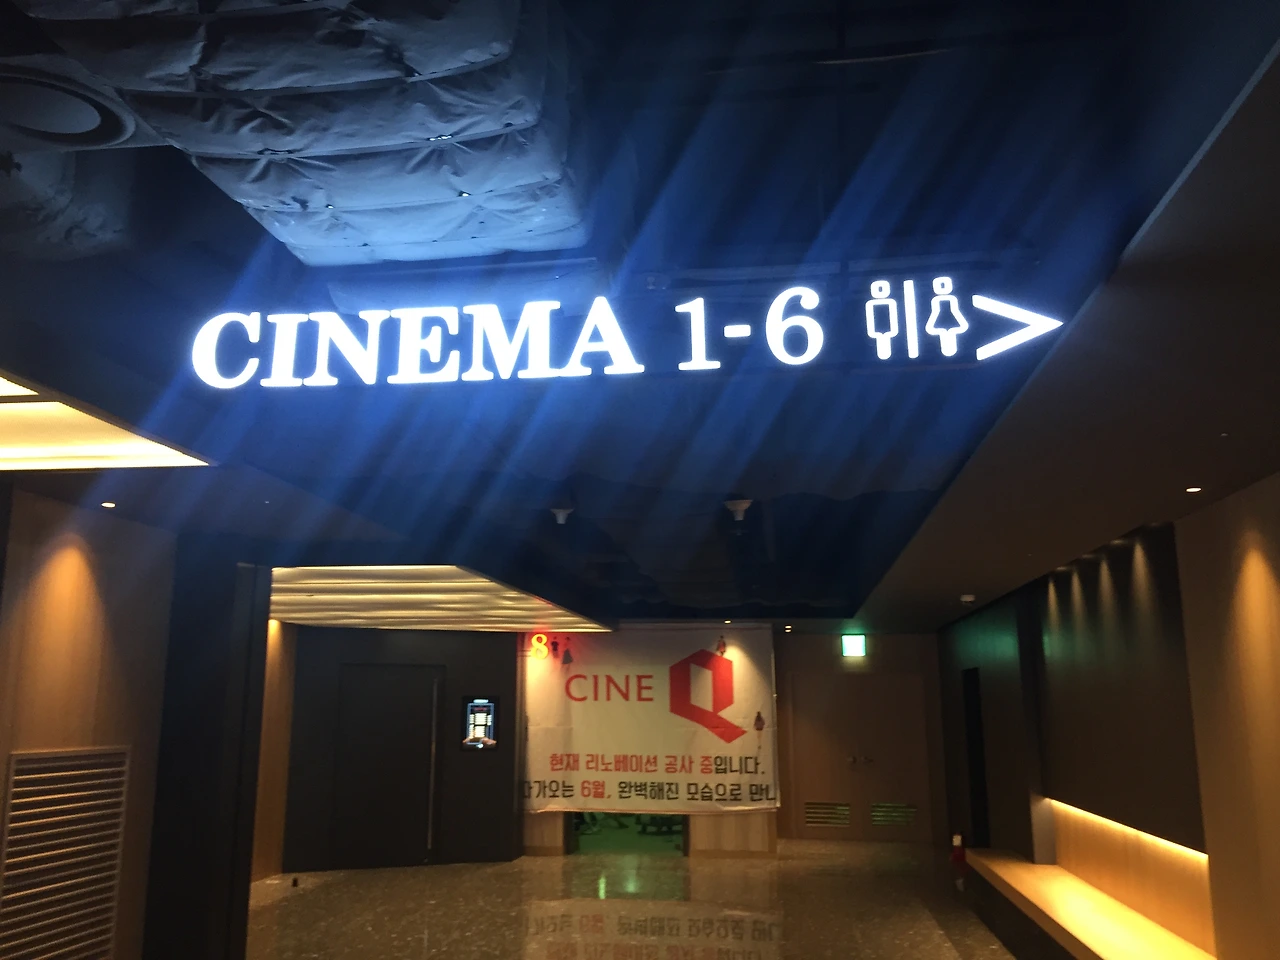 CINEMA 1-6
8
CINE Q
현재 리노베이션 공사 중입니다.
다가오는 6월, 완벽해진 모습으로 만